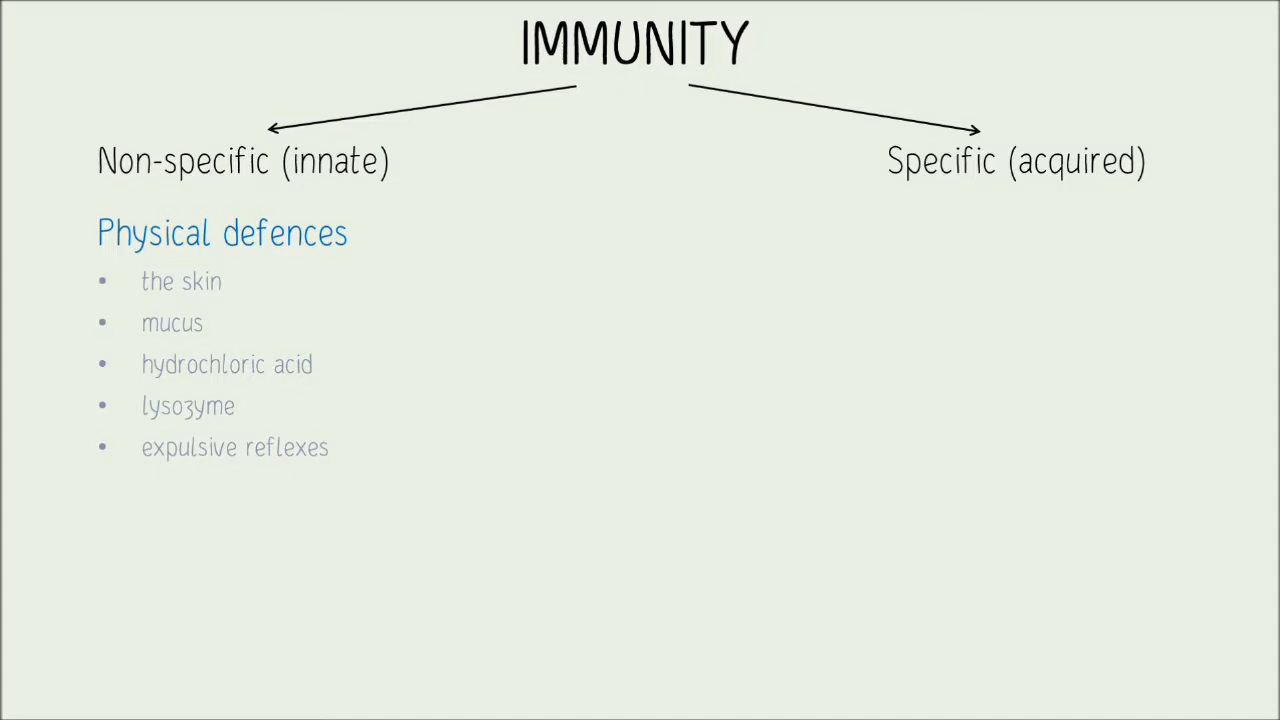 IMMUNITY
Non-specific (innate)
Specific (acquired)
Physical defences
• the skin
• mucus
• hydrochloric acid
• lysozyme
• expulsive reflexes